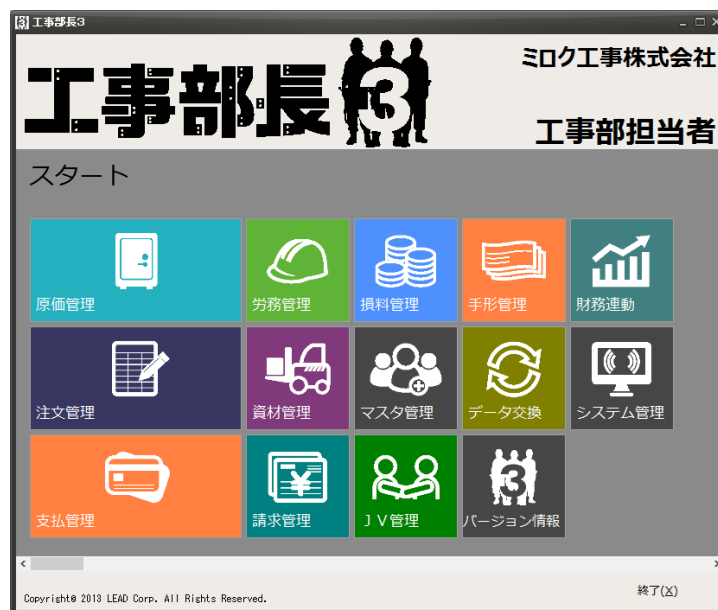 工事部長3
工事部長3
ミロク工事株式会社
工事部担当者
スタート
原価管理
労務管理
損料管理
手形管理
財務連動
注文管理
資材管理
マスタ管理
データ交換
システム管理
支払管理
請求管理
JV管理
バージョン情報
Copyright© 2013 LEAD Corp. All Rights Reserved.
終了(X)